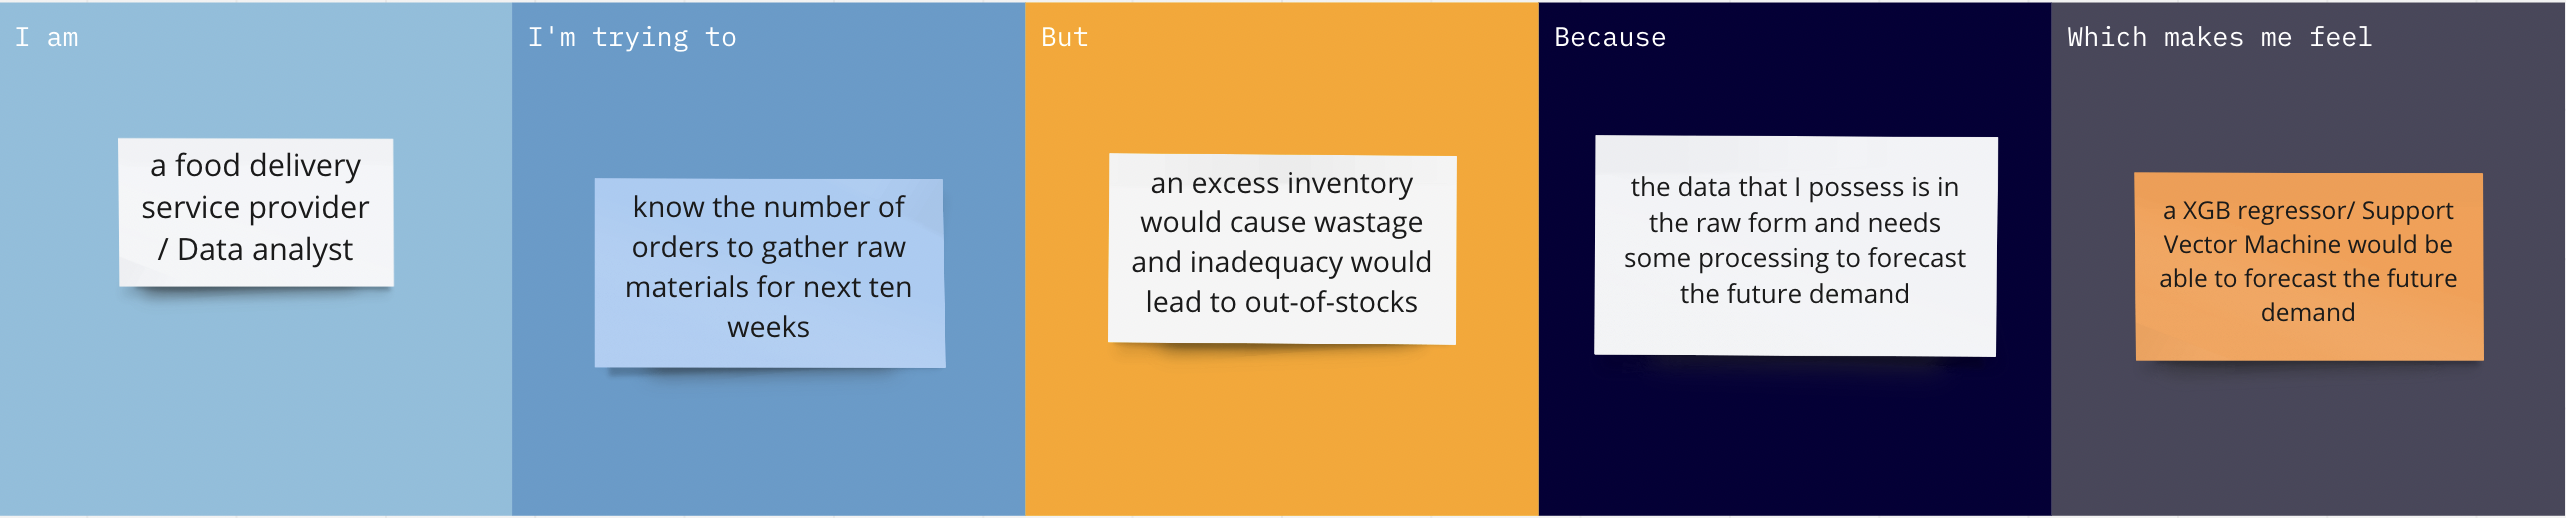 I am
a food delivery
service provider
/ Data analyst
I'm trying to
know the number of
orders to gather raw
materials for next ten
weeks
But
an excess inventory
would cause wastage
and inadequacy would
lead to out-of-stocks
Because
the data that I possess is in
the raw form and needs
some processing to forecast
the future demand
Which makes me feel
a XGB regressor/ Support
Vector Machine would be
able to forecast the future
demand